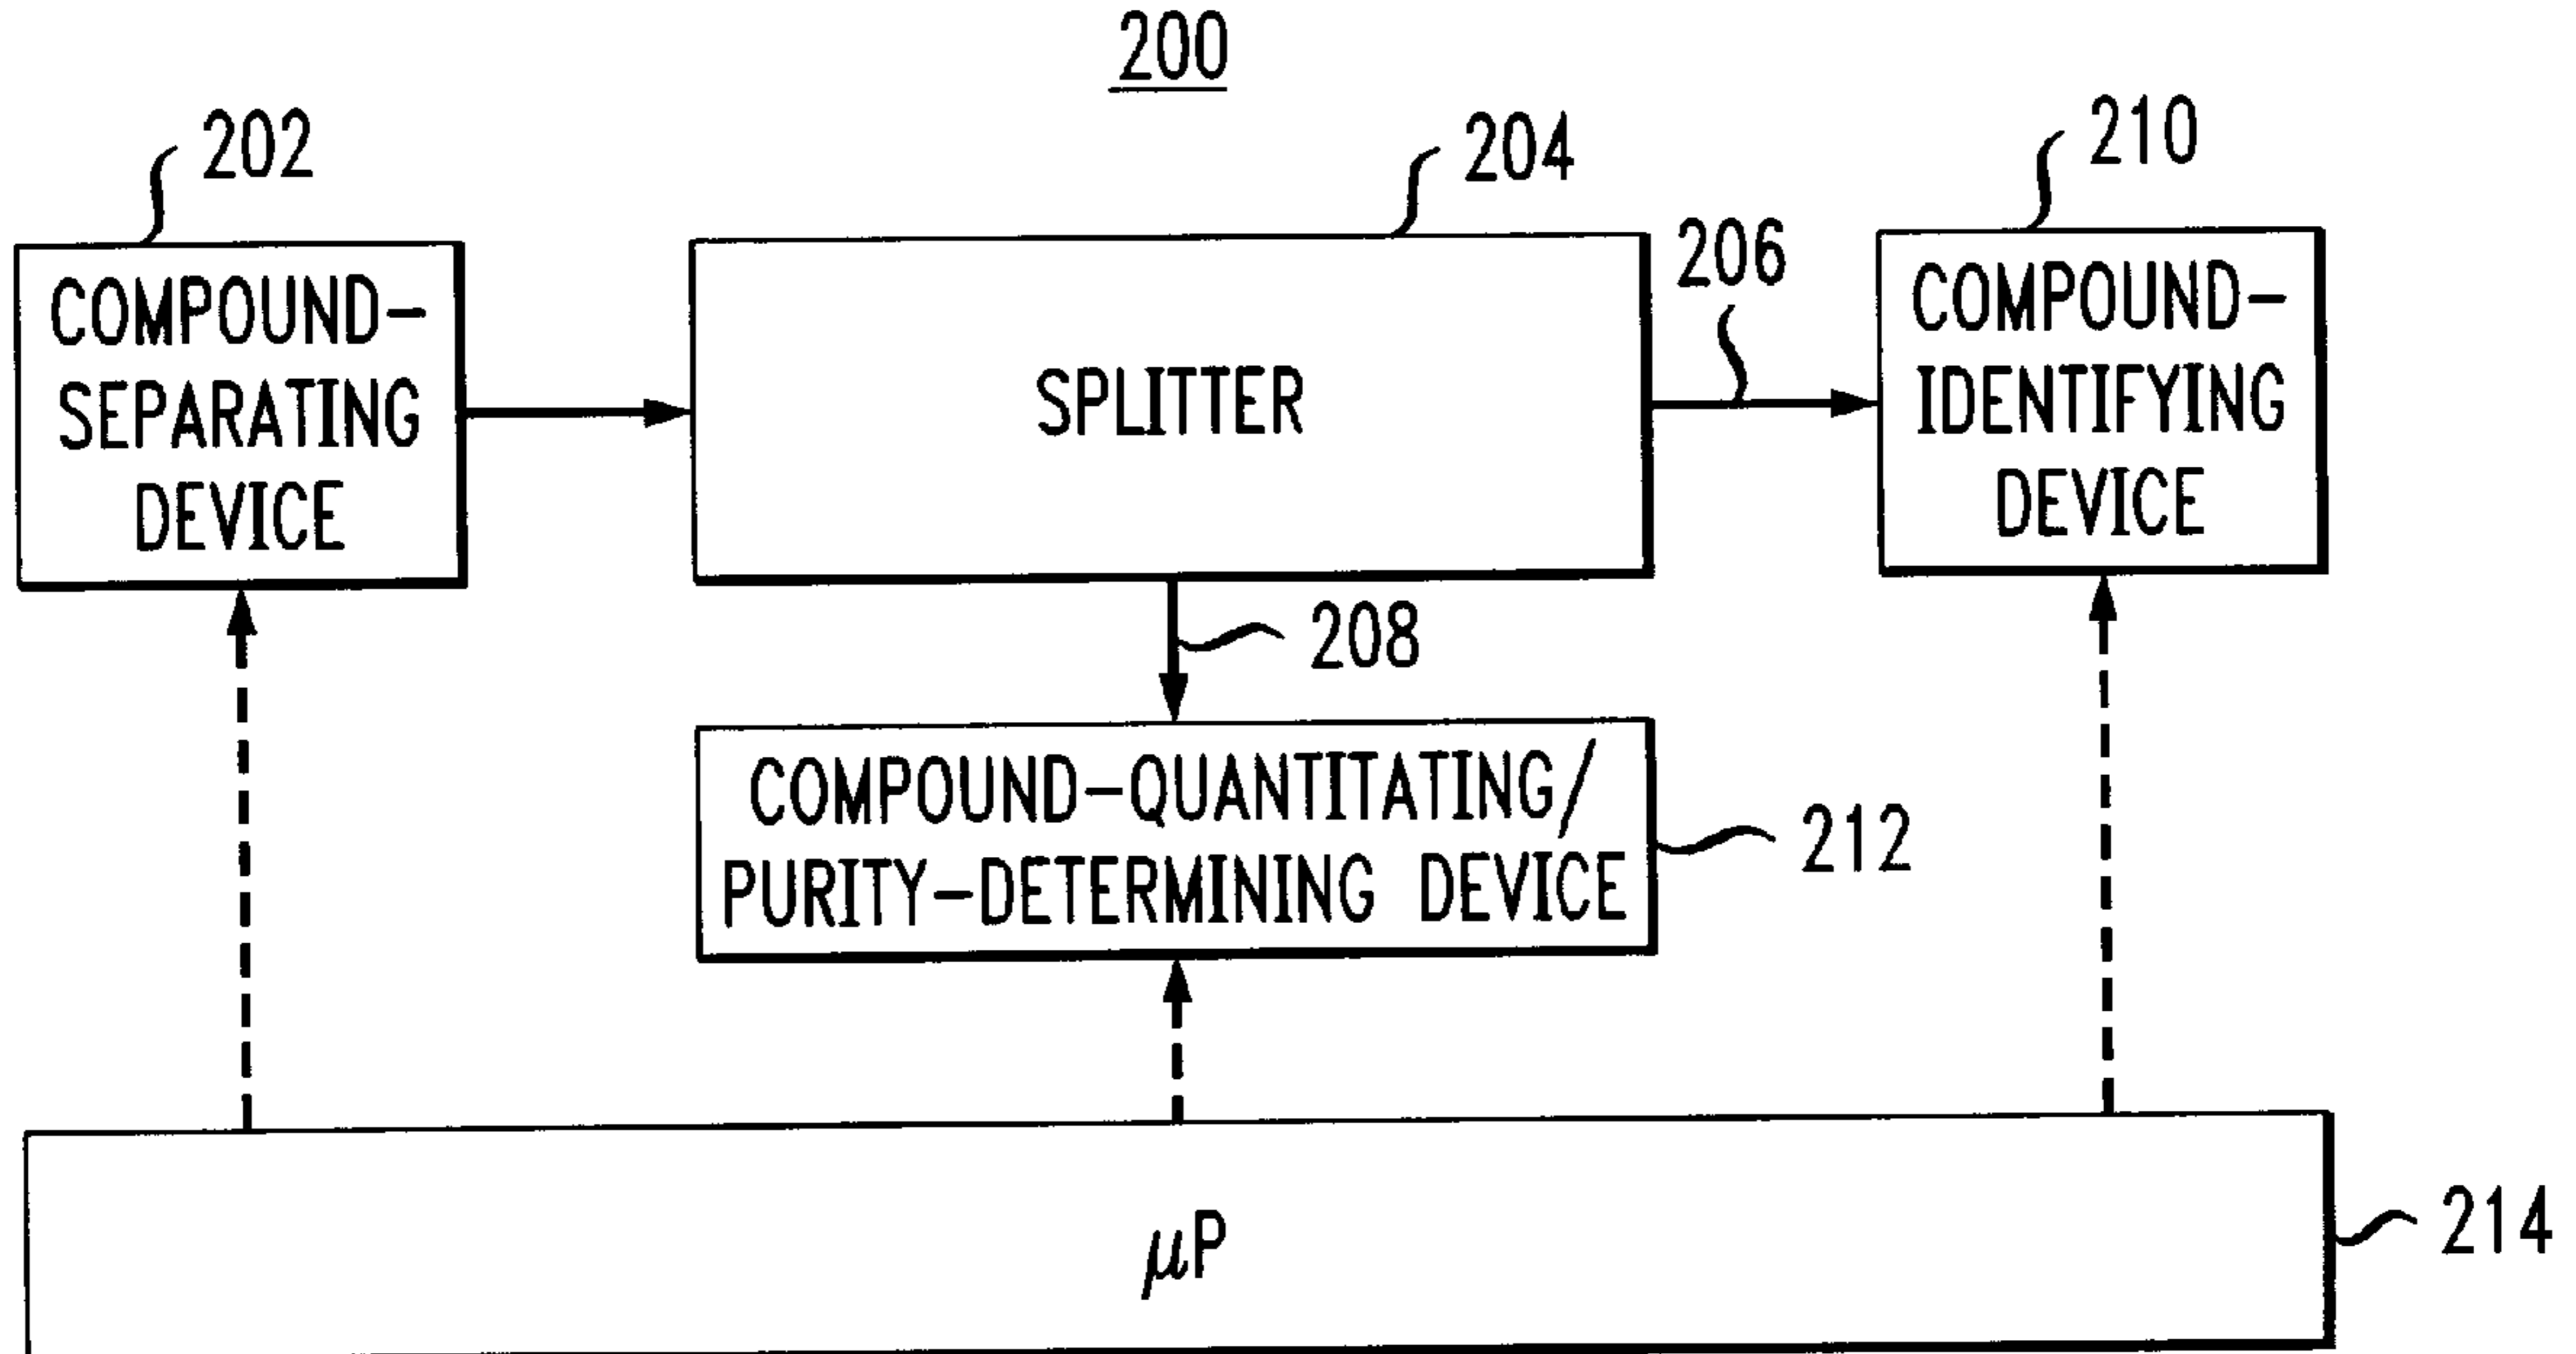 200
202
204
210
206
COMPOUND-
SEPARATING
DEVICE
SPLITTER
COMPOUND-
IDENTIFYING
DEVICE
208
COMPOUND-QUANTITATING/
PURITY-DETERMINING DEVICE
212
μP
214